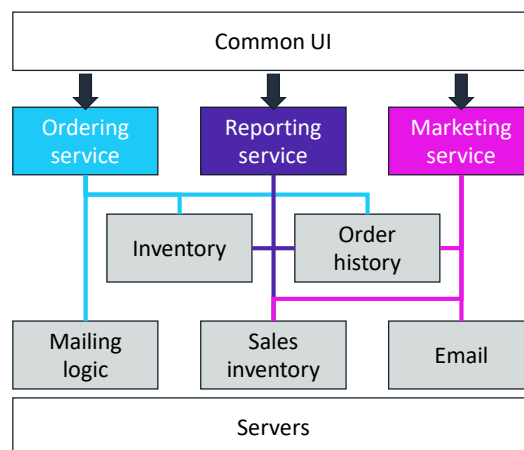 Common UI
Ordering
service
Reporting
service
Marketing
service
Inventory
Order
history
Mailing
logic
Sales
inventory
Email
Servers